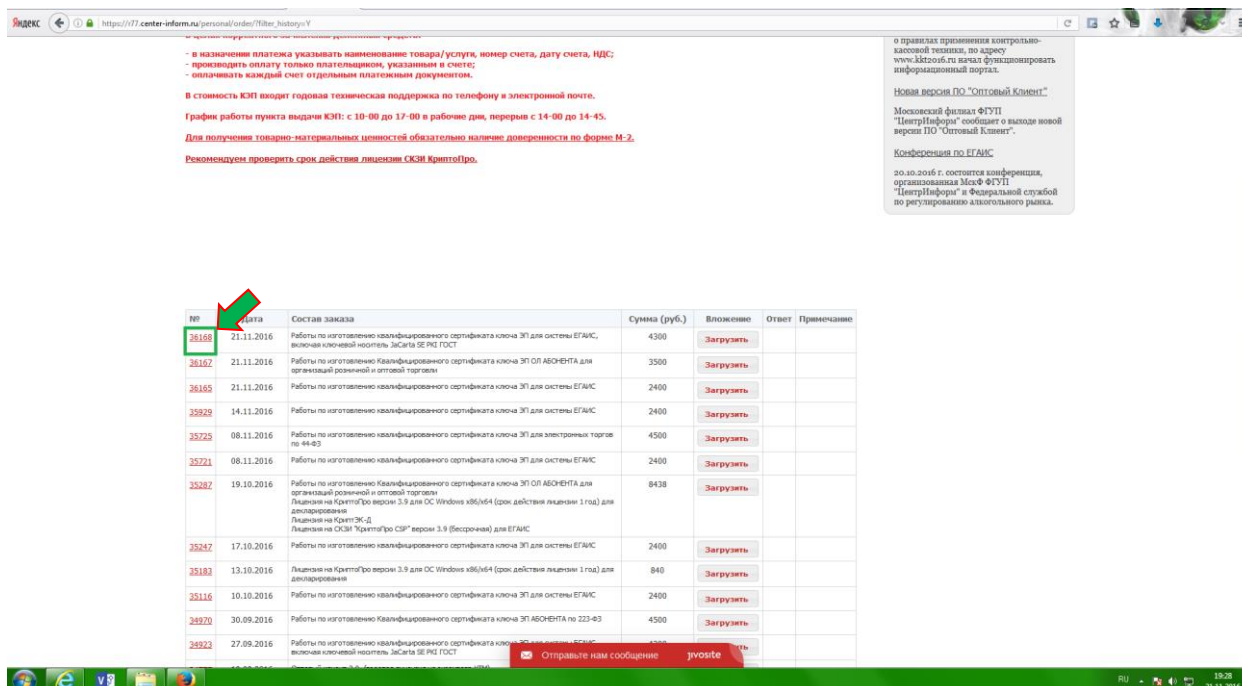 Яндекс
https://r77.center-inform.ru/personal/order/?filter_history=Y
- в назначении платежа указывать наименование товара/услуги, номер счета, дату счета, НДС;
- производить оплату только плательщиком, указанным в счете;
- оплачивать каждый счет отдельным платежным документом.
В стоимость КЭП входит годовая техническая поддержка по телефону и электронной почте.
График работы пункта выдачи КЭП: с 10-00 до 17-00 в рабочие дни, перерыв с 14-00 до 14-45.
Для получения товарно-материальных ценностей обязательно наличие доверенности по форме М-2.
Рекомендуем проверить срок действия лицензии СКЗИ КриптоПро.
о правилах применения контрольно-
кассовой техники, по адресу
www.kkt2016.ru начал функционировать
информационный портал.
Новая версия ПО "Оптовый Клиент"
Московский филиал ФГУП
"ЦентрИнформ" сообщает о выходе новой
версии ПО "Оптовый Клиент".
Конференция по ЕГАИС
20.10.2016 г. состоится конференция,
организованная МскФ ФГУП
"ЦентрИнформ" и Федеральной службой
по регулированию алкогольного рынка.
№ Дата Состав заказа Сумма (руб.) Вложение Ответ Примечание
36168 21.11.2016 Работы по изготовлению квалифицированного сертификата ключа ЭП для системы ЕГАИС, 4300 Загрузить
включая ключевой носитель JaCarta SE PKI ГОСТ
36167 21.11.2016 Работы по изготовлению Квалифицированного сертификата ключа ЭП ОЛ АБОНЕНТА для 3500 Загрузить
организаций розничной и оптовой торговли
36165 21.11.2016 Работы по изготовлению квалифицированного сертификата ключа ЭП для системы ЕГАИС 2400 Загрузить
35929 14.11.2016 Работы по изготовлению квалифицированного сертификата ключа ЭП для системы ЕГАИС 2400 Загрузить
35725 08.11.2016 Работы по изготовлению квалифицированного сертификата ключа ЭП для электронных торгов 4500 Загрузить
по 44-ФЗ
35721 08.11.2016 Работы по изготовлению квалифицированного сертификата ключа ЭП для системы ЕГАИС 2400 Загрузить
35287 19.10.2016 Работы по изготовлению Квалифицированного сертификата ключа ЭП ОЛ АБОНЕНТА для 8438 Загрузить
организаций розничной и оптовой торговли
Лицензия на КриптоПро версии 3.9 для ОС Windows x86/x64 (срок действия лицензии 1 год) для
декларирования
Лицензия на КриптЭК-Д
Лицензия на СКЗИ "КриптоПро CSP" версии 3.9 (бессрочная) для ЕГАИС
35247 17.10.2016 Работы по изготовлению квалифицированного сертификата ключа ЭП для системы ЕГАИС 2400 Загрузить
35183 13.10.2016 Лицензия на КриптоПро версии 3.9 для ОС Windows x86/x64 (срок действия лицензии 1 год) для 840 Загрузить
декларирования
35116 10.10.2016 Работы по изготовлению квалифицированного сертификата ключа ЭП для системы ЕГАИС 2400 Загрузить
34970 30.09.2016 Работы по изготовлению Квалифицированного сертификата ключа ЭП АБОНЕНТА по 223-ФЗ 4500 Загрузить
34923 27.09.2016 Работы по изготовлению квалифицированного сертификата
включая ключевой носитель JaCarta SE PKI ГОСТ
Отправьте нам сообщение jivosite
RU 19:28